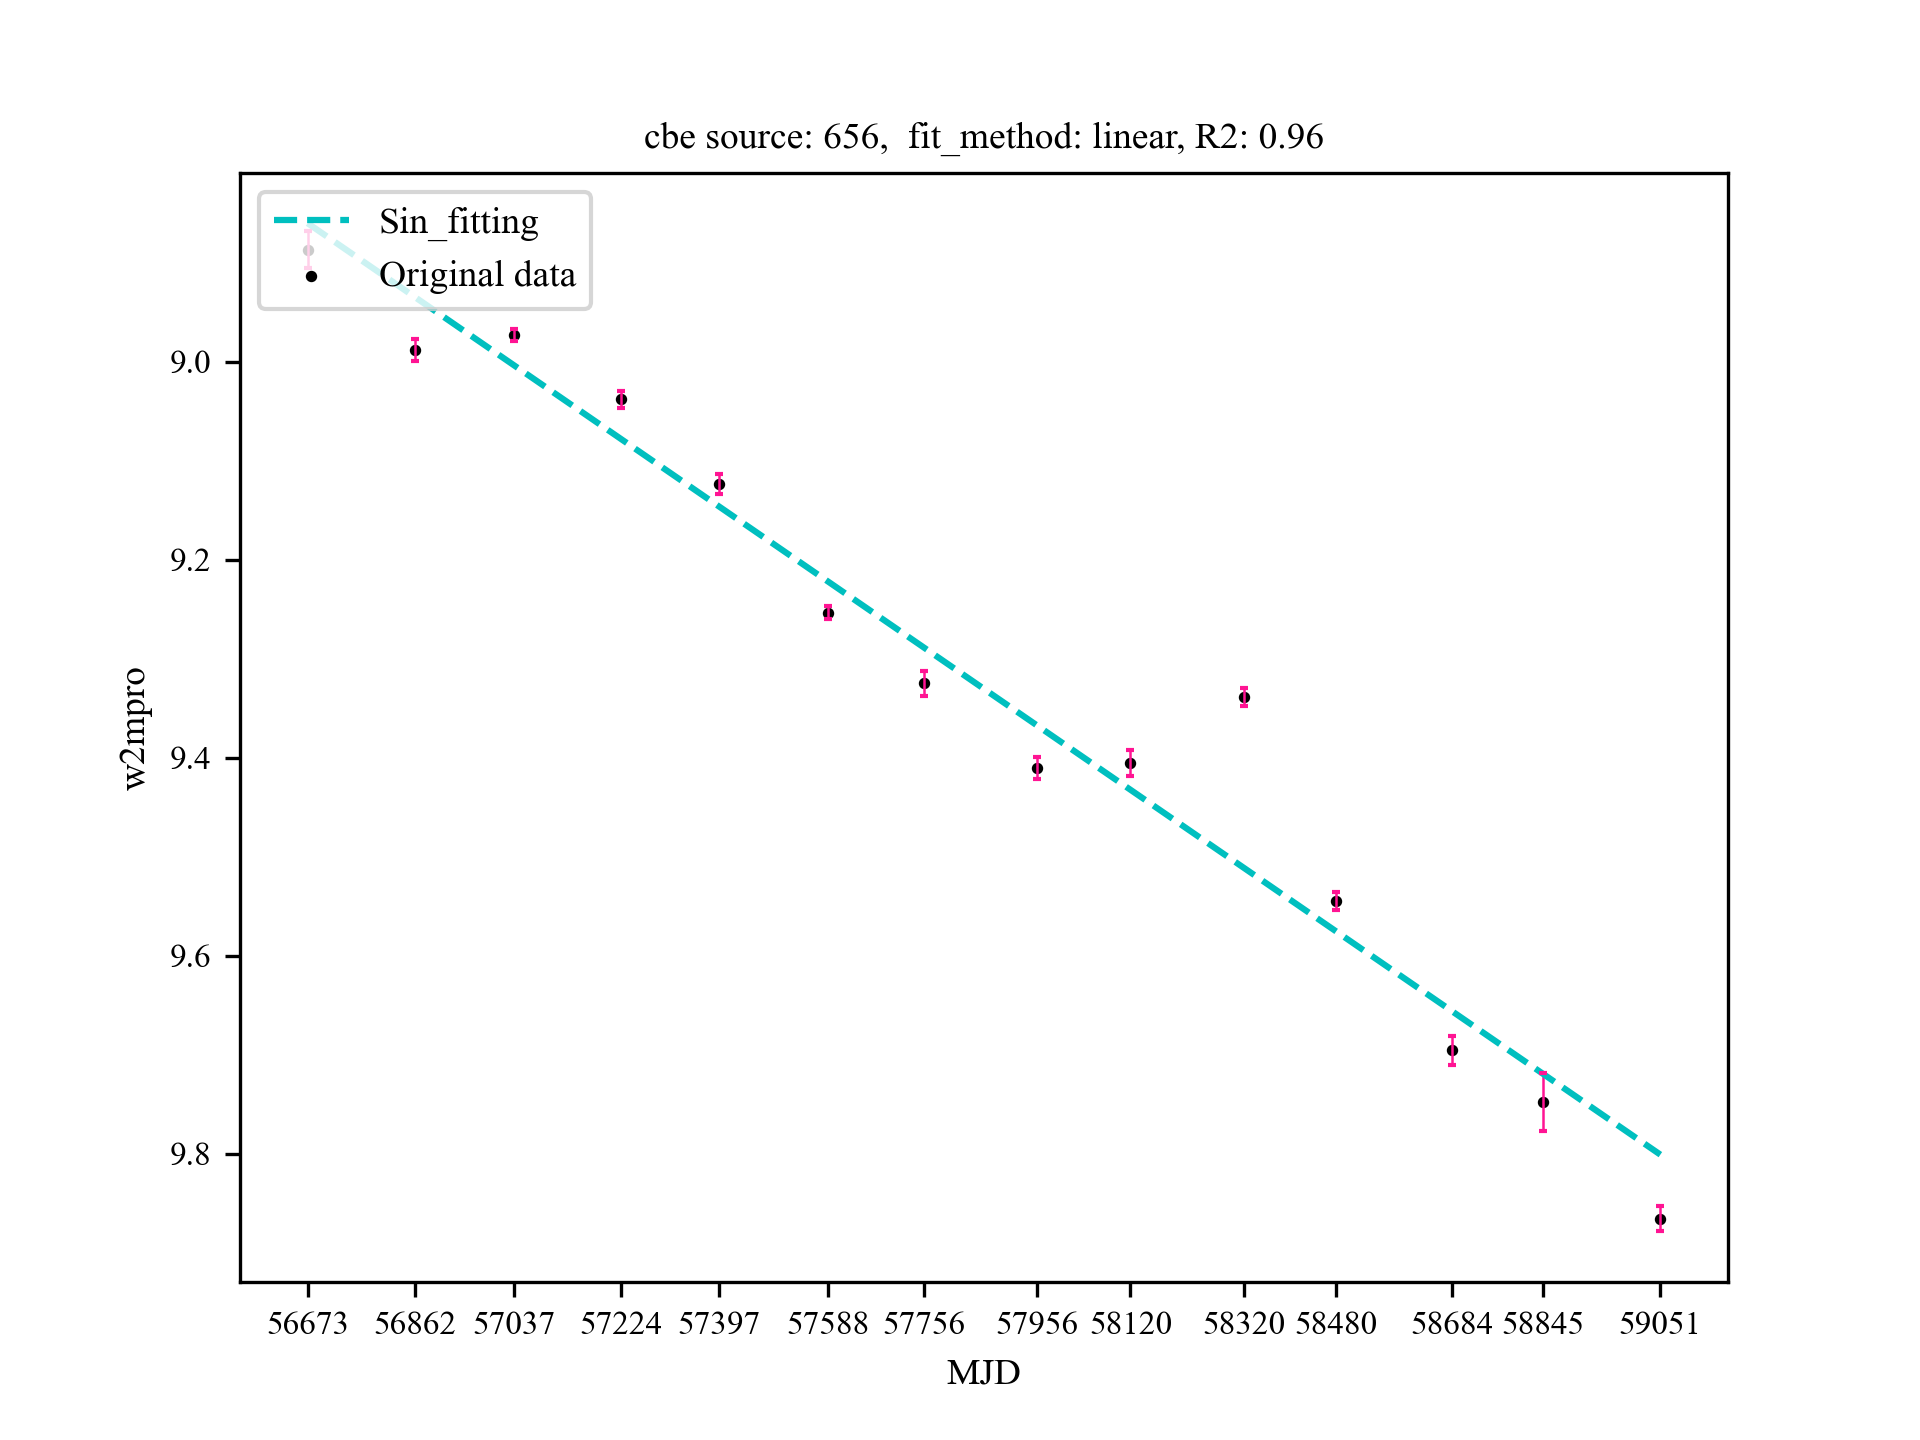 cbe source: 656,  fit_method: linear, R2: 0.96
Sin_fitting
Original data
9.0
9.2
9.4
9.6
9.8
w2mpro
56673 56862 57037 57224 57397 57588 57756 57956 58120 58320 58480 58684 58845 59051
MJD